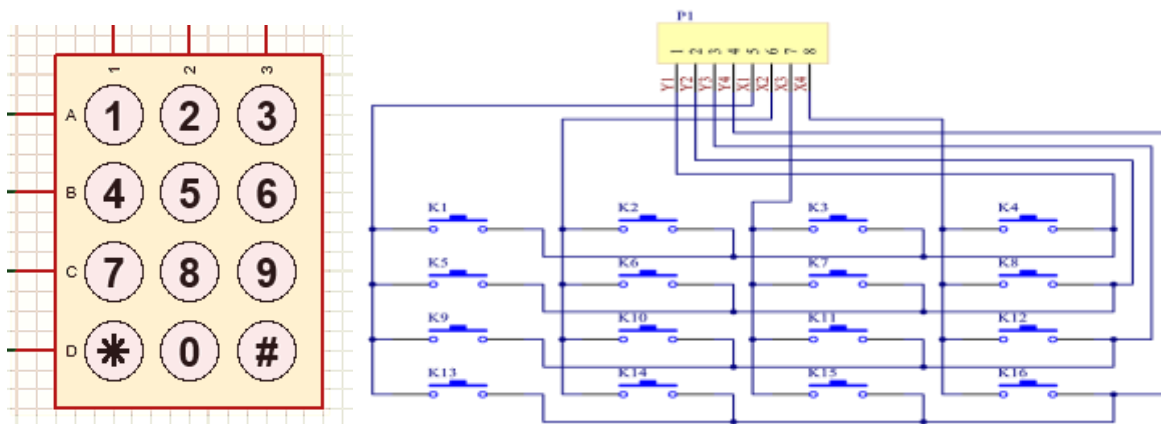 1 2 3
A 1 2 3
B 4 5 6
C 7 8 9
D * 0 #
P1
1 2 3 4 5 6 7 8
Y1 Y2 Y3 Y4 X1 X2 X3 X4
K1 K2 K3 K4
K5 K6 K7 K8
K9 K10 K11 K12
K13 K14 K15 K16